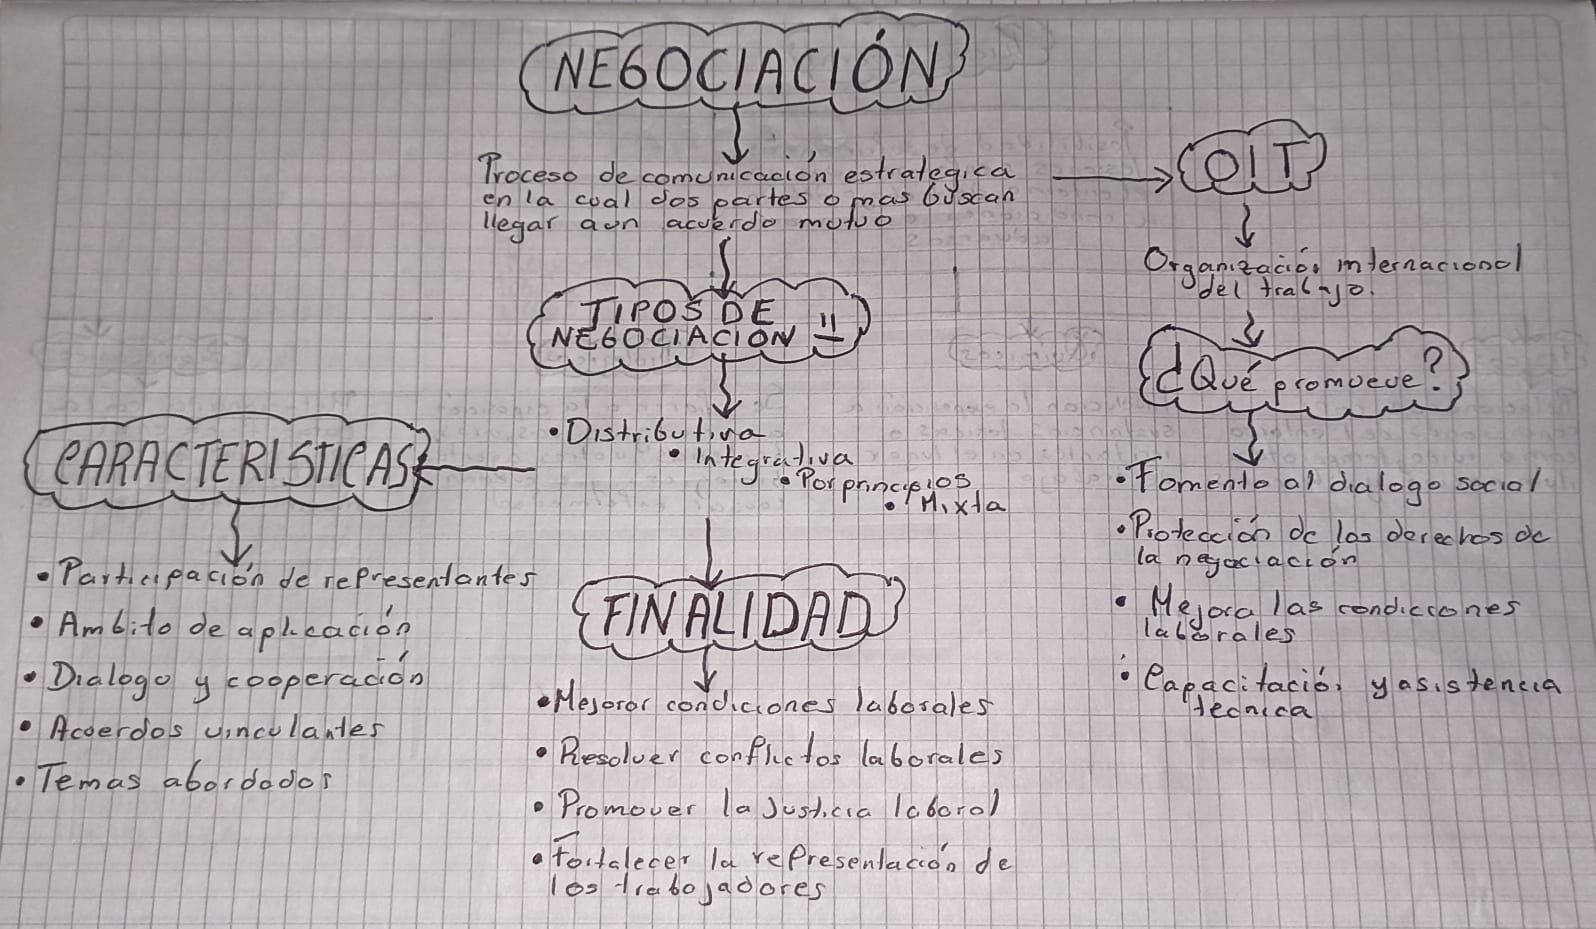 NEGOCIACIÓN
Proceso de comunicación estrategica
en la cual dos partes o mas buscan
llegar aun acuerdo mutuo
OIT
Organización internacional
del trabajo.
TIPOS DE
NEGOCIACION
¿Qué promueve?
• Distributiva
• Integrativa
• Por principios
• Mixta
CARACTERISTICAS
• Participación de representantes
• Ambito de aplicación
• Dialogo y cooperación
• Acuerdos vinculantes
• Temas abordados
FINALIDAD
• Mejorar condiciones laborales
• Resolver conflictos laborales
• Promover la Justicia laboral
• Fortalecer la representación de
los trabajadores
• Fomento al dialogo social
• Protección de los derechos de
la negociación
• Mejora las condiciones
laborales
• Capacitación y asistencia
tecnica